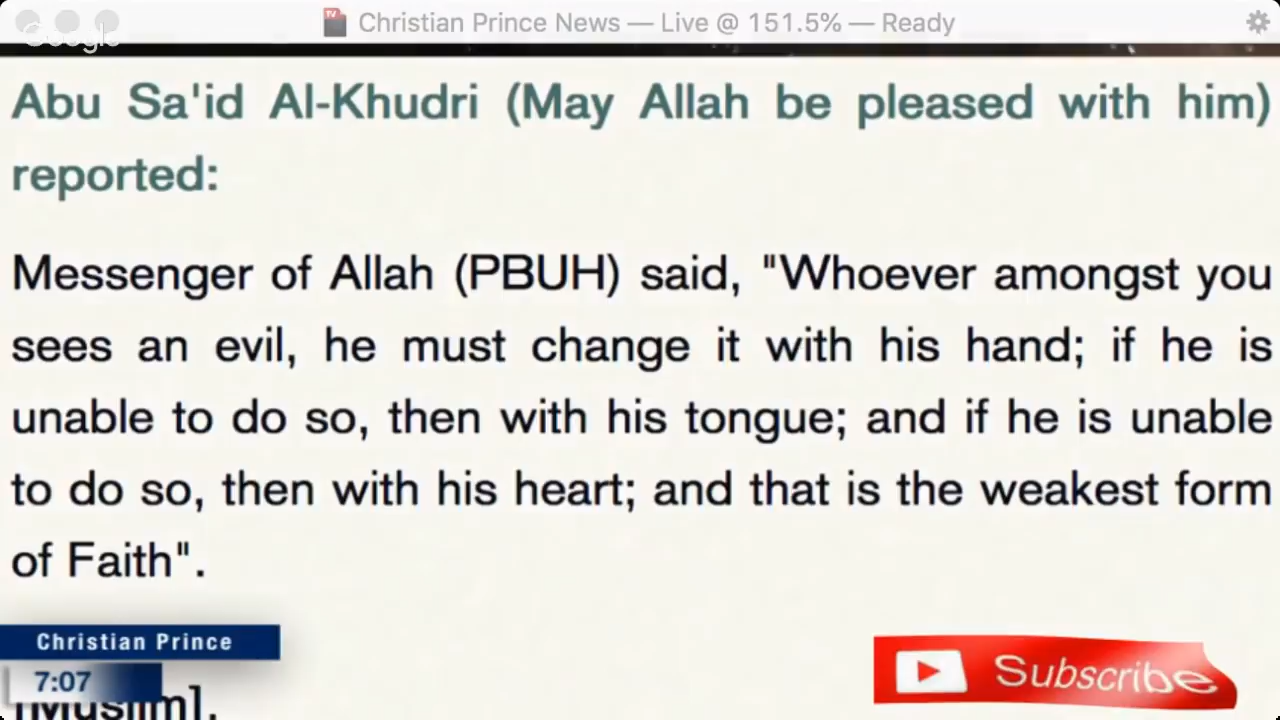 Christian Prince News — Live @ 151.5% — Ready
Google
Abu Sa'id Al-Khudri (May Allah be pleased with him)
reported:
Messenger of Allah (PBUH) said, "Whoever amongst you
sees an evil, he must change it with his hand; if he is
unable to do so, then with his tongue; and if he is unable
to do so, then with his heart; and that is the weakest form
of Faith".
Christian Prince
7:07
Subscribe
[Muslim].